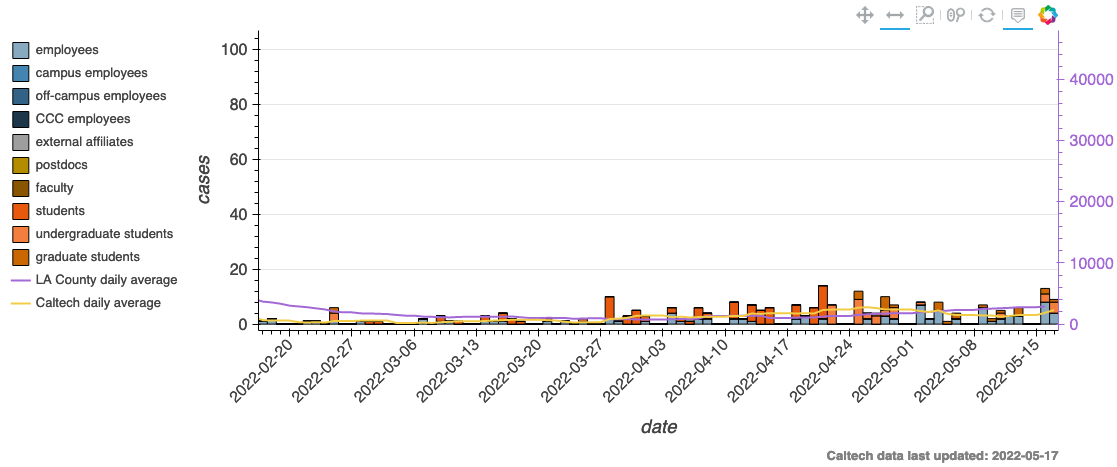 employees
campus employees
off-campus employees
CCC employees
external affiliates
postdocs
faculty
students
undergraduate students
graduate students
LA County daily average
Caltech daily average
cases
100
80
60
40
20
0
40000
30000
20000
10000
0
2022-02-20
2022-02-27
2022-03-06
2022-03-13
2022-03-20
2022-03-27
2022-04-03
2022-04-10
2022-04-17
2022-04-24
2022-05-01
2022-05-08
2022-05-15
date
Caltech data last updated: 2022-05-17